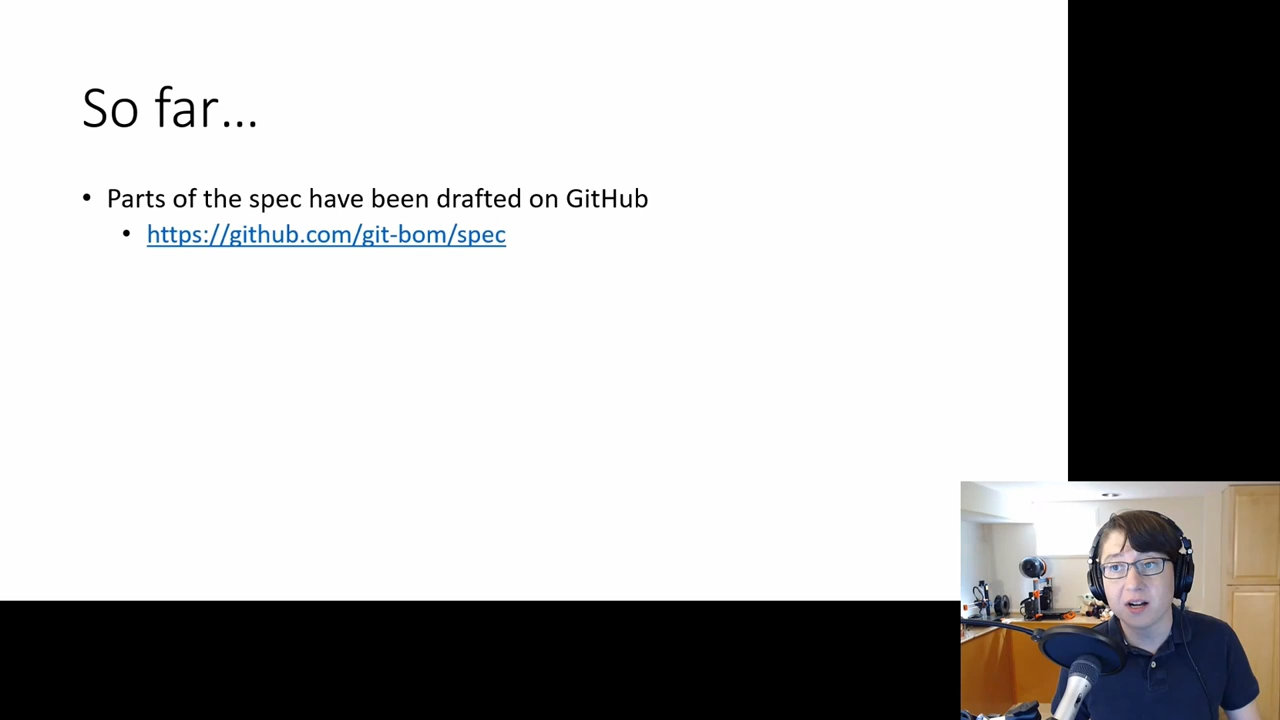 So far...
• Parts of the spec have been drafted on GitHub
• https://github.com/git-bom/spec